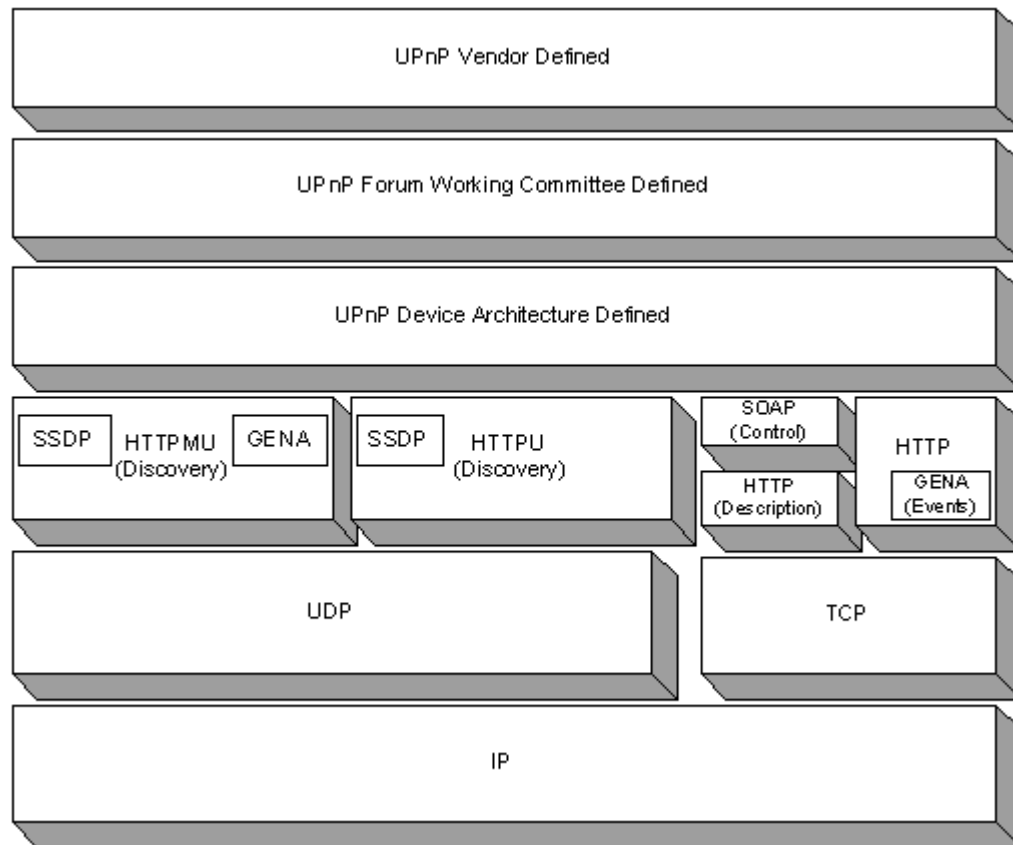 UPnP Vendor Defined
UPnP Forum Working Committee Defined
UPnP Device Architecture Defined
SSDP
HTTPMU
(Discovery)
GENA
SSDP
HTTPU
(Discovery)
SOAP
(Control)
HTTP
(Description)
HTTP
GENA
(Events)
UDP
TCP
IP